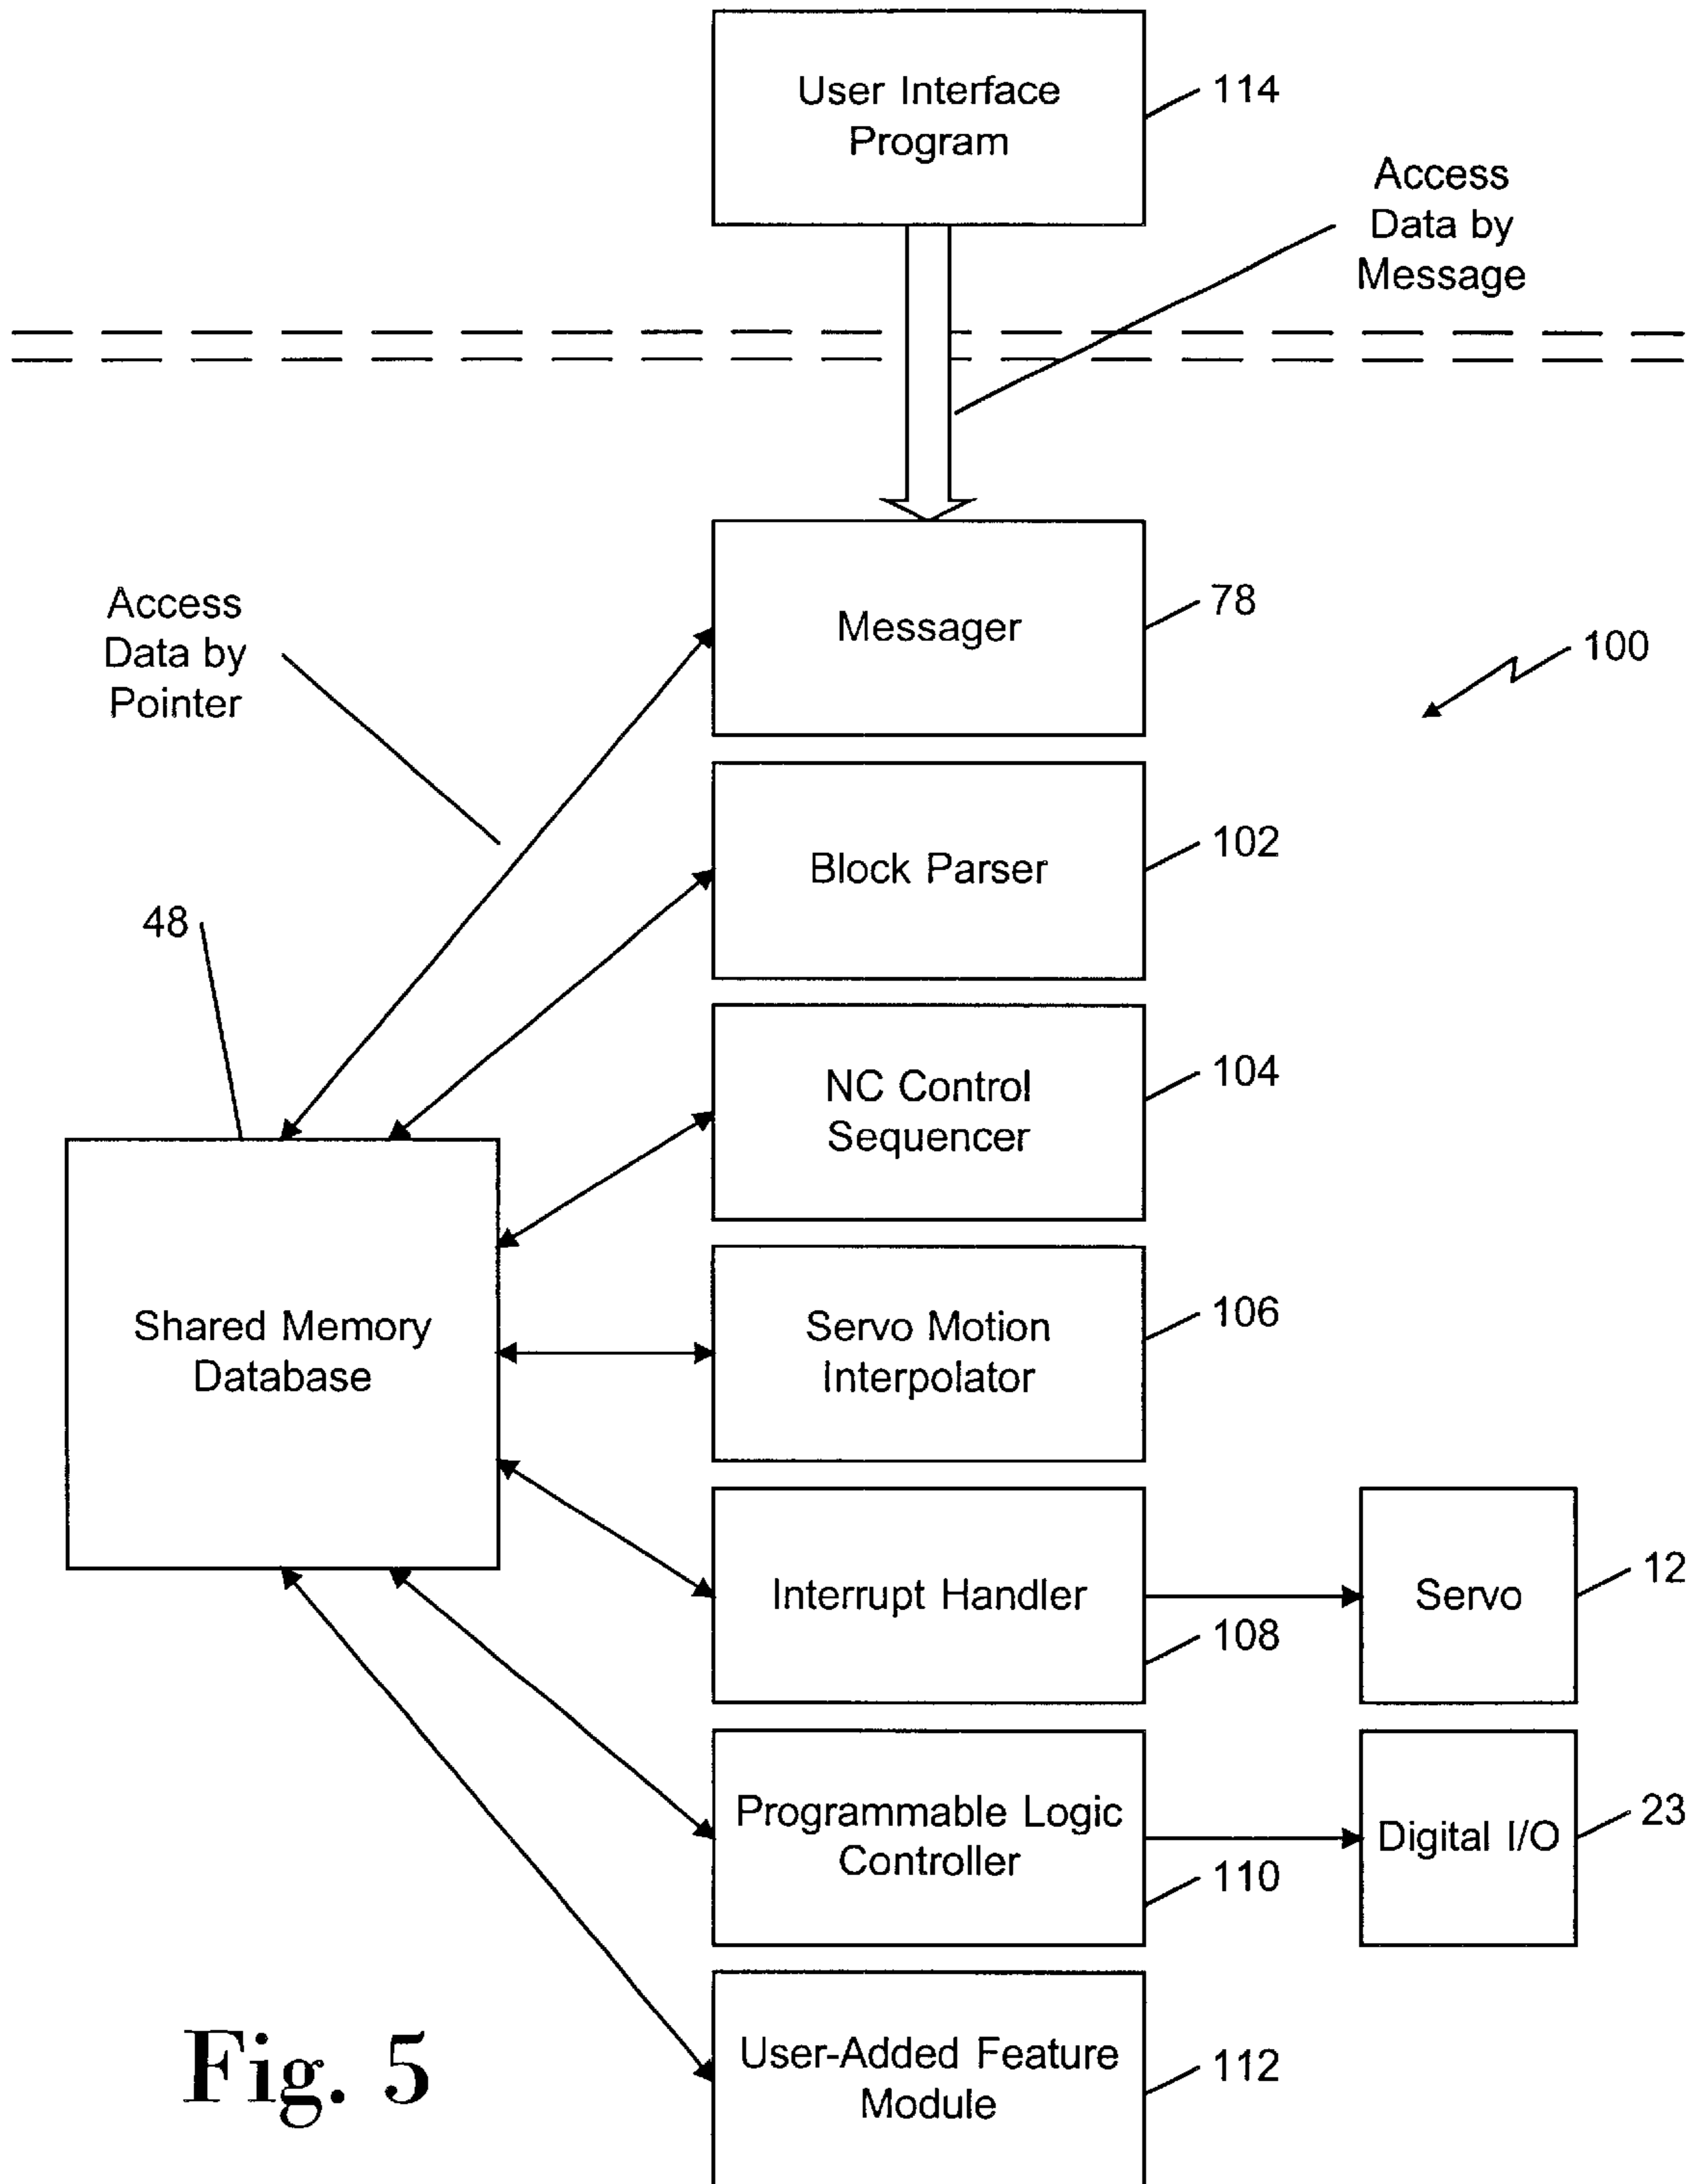 User Interface
Program
114
Access
Data by
Message
Messager
78
Access
Data by
Pointer
100
Block Parser
102
48
NC Control
Sequencer
104
Shared Memory
Database
Servo Motion
Interpolator
106
Interrupt Handler
108
Servo
12
Programmable Logic
Controller
110
Digital I/O
23
User-Added Feature
Module
112
Fig. 5